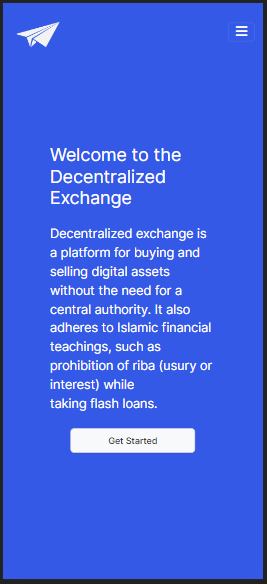 Welcome to the
Decentralized
Exchange
Decentralized exchange is
a platform for buying and
selling digital assets
without the need for a
central authority. It also
adheres to Islamic financial
teachings, such as
prohibition of riba (usury or
interest) while
taking flash loans.
Get Started